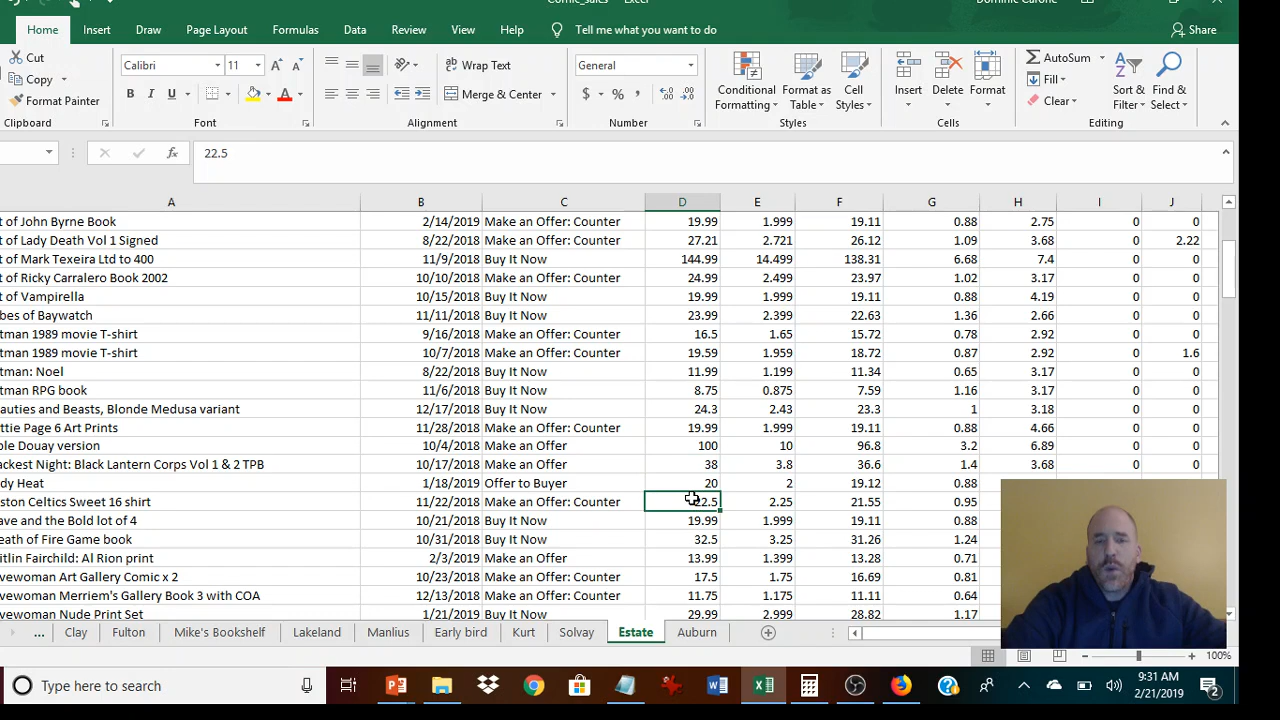 Comic_sales - Excel
Dominic Carone
Home Insert Draw Page Layout Formulas Data Review View Help Tell me what you want to do Share
Cut
Copy
Format Painter
Clipboard
Calibri 11
B I U
Font
Wrap Text
Merge & Center
Alignment
General
$ % ,
Number
Conditional Formatting
Format as Table
Cell Styles
Styles
Insert
Delete
Format
Cells
AutoSum
Fill
Clear
Sort & Filter
Find & Select
Editing
fx 22.5
A B C D E F G H I J
t of John Byrne Book 2/14/2019 Make an Offer: Counter 19.99 1.999 19.11 0.88 2.75 0 0
t of Lady Death Vol 1 Signed 8/22/2018 Make an Offer: Counter 27.21 2.721 26.12 1.09 3.68 0 2.22
t of Mark Texeira Ltd to 400 11/9/2018 Buy It Now 144.99 14.499 138.31 6.68 7.4 0 0
t of Ricky Carralero Book 2002 10/10/2018 Make an Offer: Counter 24.99 2.499 23.97 1.02 3.17 0 0
t of Vampirella 10/15/2018 Buy It Now 19.99 1.999 19.11 0.88 4.19 0 0
bes of Baywatch 11/11/2018 Buy It Now 23.99 2.399 22.63 1.36 2.66 0 0
tman 1989 movie T-shirt 9/16/2018 Make an Offer: Counter 16.5 1.65 15.72 0.78 2.92 0 0
tman 1989 movie T-shirt 10/7/2018 Make an Offer: Counter 19.59 1.959 18.72 0.87 2.92 0 1.6
tman: Noel 8/22/2018 Buy It Now 11.99 1.199 11.34 0.65 3.17 0 0
tman RPG book 11/6/2018 Buy It Now 8.75 0.875 7.59 1.16 3.17 0 0
auties and Beasts, Blonde Medusa variant 12/17/2018 Buy It Now 24.3 2.43 23.3 1 3.18 0 0
ttie Page 6 Art Prints 11/28/2018 Make an Offer: Counter 19.99 1.999 19.11 0.88 4.66 0 0
ble Douay version 10/4/2018 Make an Offer 100 10 96.8 3.2 6.89 0 0
ackest Night: Black Lantern Corps Vol 1 & 2 TPB 10/17/2018 Make an Offer 38 3.8 36.6 1.4 3.68 0 0
dy Heat 1/18/2019 Offer to Buyer 20 2 19.12 0.88
ston Celtics Sweet 16 shirt 11/22/2018 Make an Offer: Counter 22.5 2.25 21.55 0.95
ave and the Bold lot of 4 10/21/2018 Buy It Now 19.99 1.999 19.11 0.88
eath of Fire Game book 10/31/2018 Buy It Now 32.5 3.25 31.26 1.24
itlin Fairchild: Al Rion print 2/3/2019 Make an Offer 13.99 1.399 13.28 0.71
vewoman Art Gallery Comic x 2 10/23/2018 Make an Offer: Counter 17.5 1.75 16.69 0.81
vewoman Merriem's Gallery Book 3 with COA 12/13/2018 Make an Offer: Counter 11.75 1.175 11.11 0.64
vewoman Nude Print Set 1/21/2019 Buy It Now 29.99 2.999 28.82 1.17
... Clay Fulton Mike's Bookshelf Lakeland Manlius Early bird Kurt Solvay Estate Auburn
100%
Type here to search
9:31 AM
2/21/2019
2